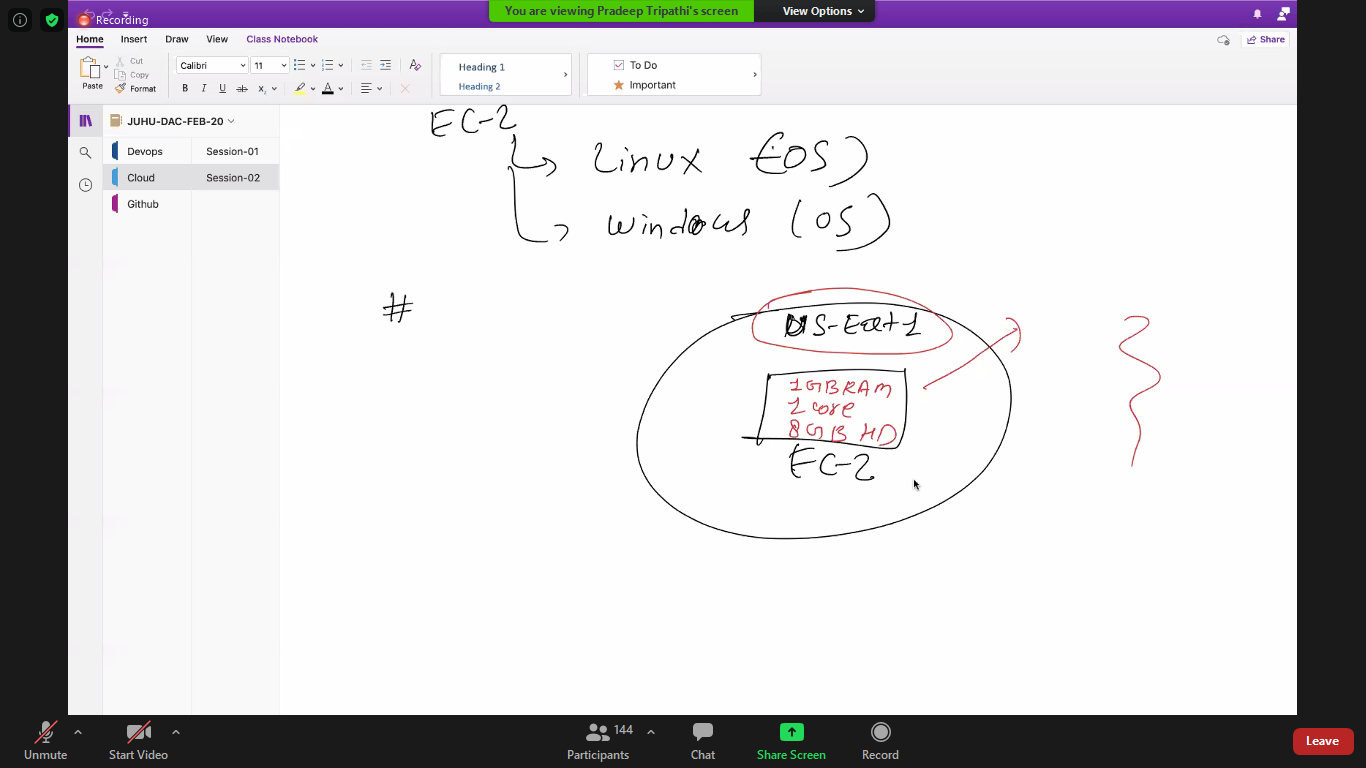 You are viewing Pradeep Tripathi's screen
View Options
Recording
Home Insert Draw View Class Notebook
Share
Paste
Cut
Copy
Format
Calibri 11
B I U ab x₂ A
Heading 1
Heading 2
To Do
Important
JUHU-DAC-FEB-20
Devops Session-01
Cloud Session-02
Github
EC-2
Linux (OS)
windows (OS)
#
US-East-1
1GBRAM
1 core
8GB HD
EC-2
Unmute
Start Video
144
Participants
Chat
Share Screen
Record
Leave